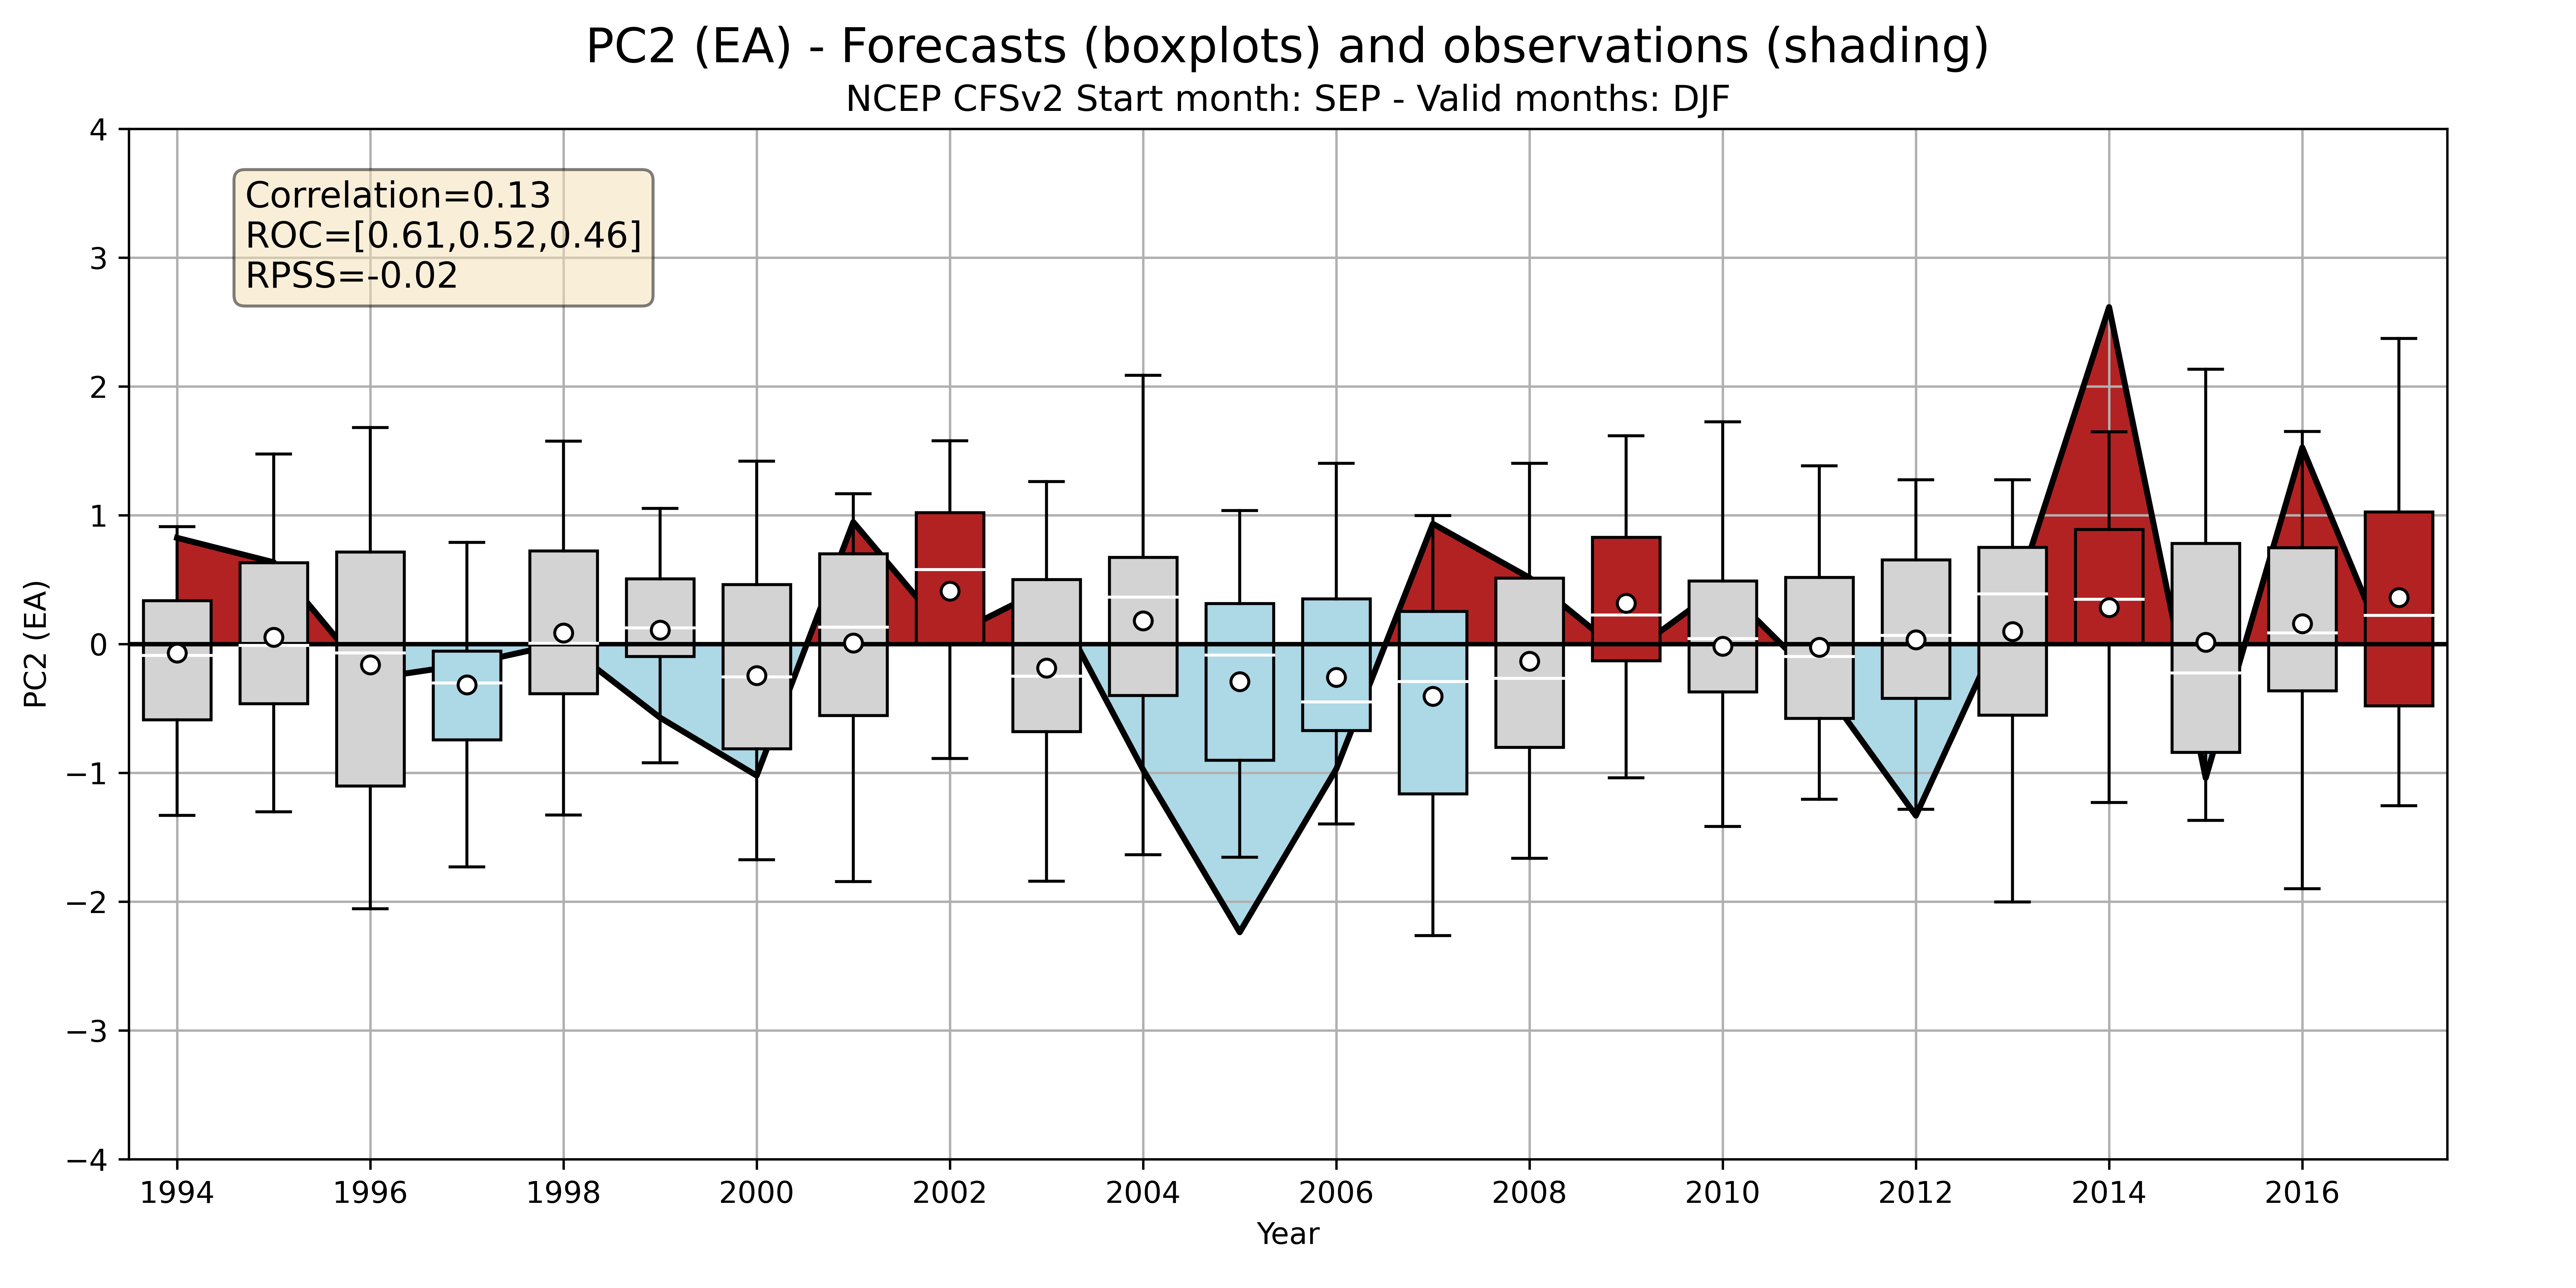 PC2 (EA) - Forecasts (boxplots) and observations (shading)
NCEP CFSv2 Start month: SEP - Valid months: DJF
Correlation=0.13
ROC=[0.61,0.52,0.46]
RPSS=-0.02
PC2 (EA)
4
3
2
1
0
−1
−2
−3
−4
1994 1996 1998 2000 2002 2004 2006 2008 2010 2012 2014 2016
Year